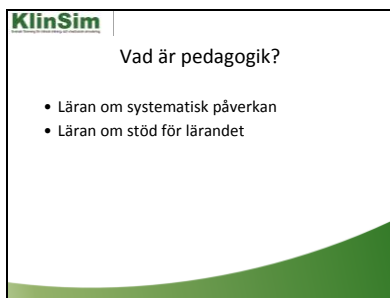 KlinSim
Vad är pedagogik?
• Läran om systematisk påverkan
• Läran om stöd för lärandet